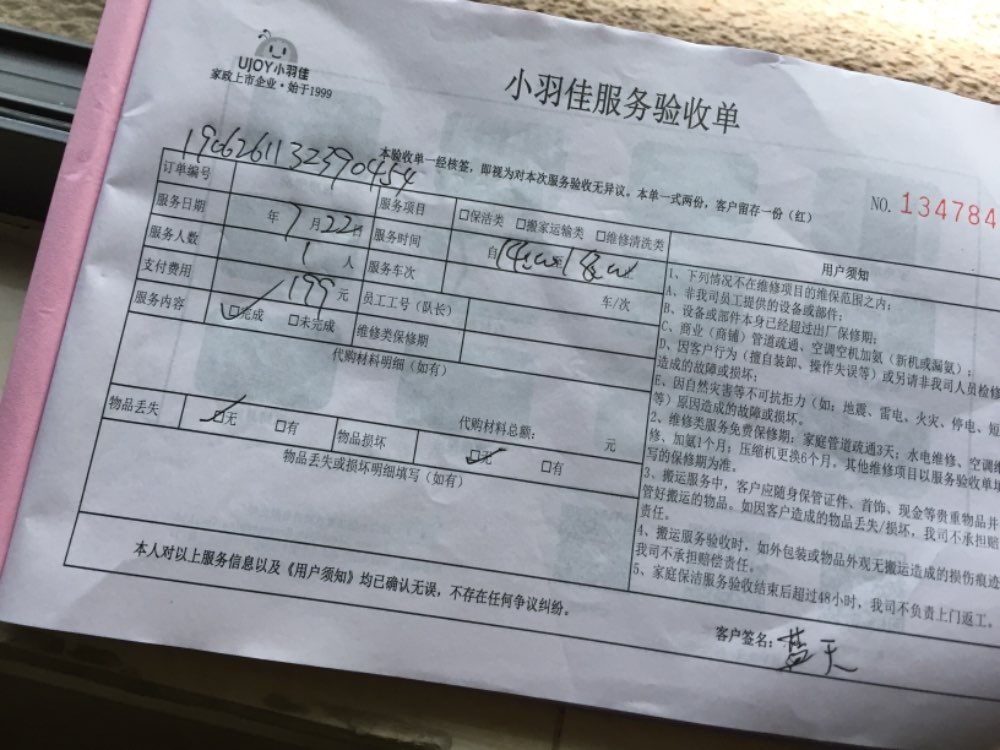 UJOY小羽佳
家政上市企业·始于1999
小羽佳服务验收单
本验收单一经核签，即视为对本次服务验收无异议。本单一式两份，客户留存一份（红）
NO. 134784
订单编号 1906261132390454
服务日期 年 7 月 22 日 服务项目 □保洁类 □搬家运输类 □维修清洗类
服务人数 1 人 服务时间 自
支付费用 199 元 服务车次 车/次
服务内容 □完成 □未完成 员工工号（队长）
维修类保修期
代购材料明细（如有）
代购材料总额： 元
物品丢失 □无 □有 物品损坏 □无 □有
物品丢失或损坏明细填写（如有）
本人对以上服务信息以及《用户须知》均已确认无误，不存在任何争议纠纷。
用户须知
1、下列情况不在维修项目的维保范围之内：
A、非我司员工提供的设备或部件；
B、设备或部件本身已经超过出厂保修期；
C、商业（商铺）管道疏通、空调空机加氨（新机或漏氨）；
D、因客户行为（擅自装卸、操作失误等）或另请非我司人员检修
造成的故障或损坏；
E、因自然灾害等不可抗拒力（如：地震、雷电、火灾、停电、短
等）原因造成的故障或损坏。
2、维修类服务免费保修期：家庭管道疏通3天；水电维修、空调维
修、加氨1个月；压缩机更换6个月。其他维修项目以服务验收单填
写的保修期为准。
3、搬运服务中，客户应随身保管证件、首饰、现金等贵重物品并
管好搬运的物品。如因客户造成的物品丢失/损坏，我司不承担赔
责任。
4、搬运服务验收时，如外包装或物品外观无搬运造成的损伤痕迹
我司不承担赔偿责任。
5、家庭保洁服务验收结束后超过48小时，我司不负责上门返工。
客户签名：蓝天